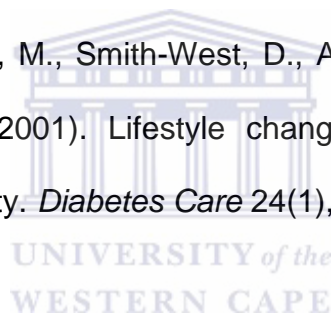 , M., Smith-West, D., A
2001). Lifestyle chang
ty. Diabetes Care 24(1),
UNIVERSITY of the
WESTERN CAPE